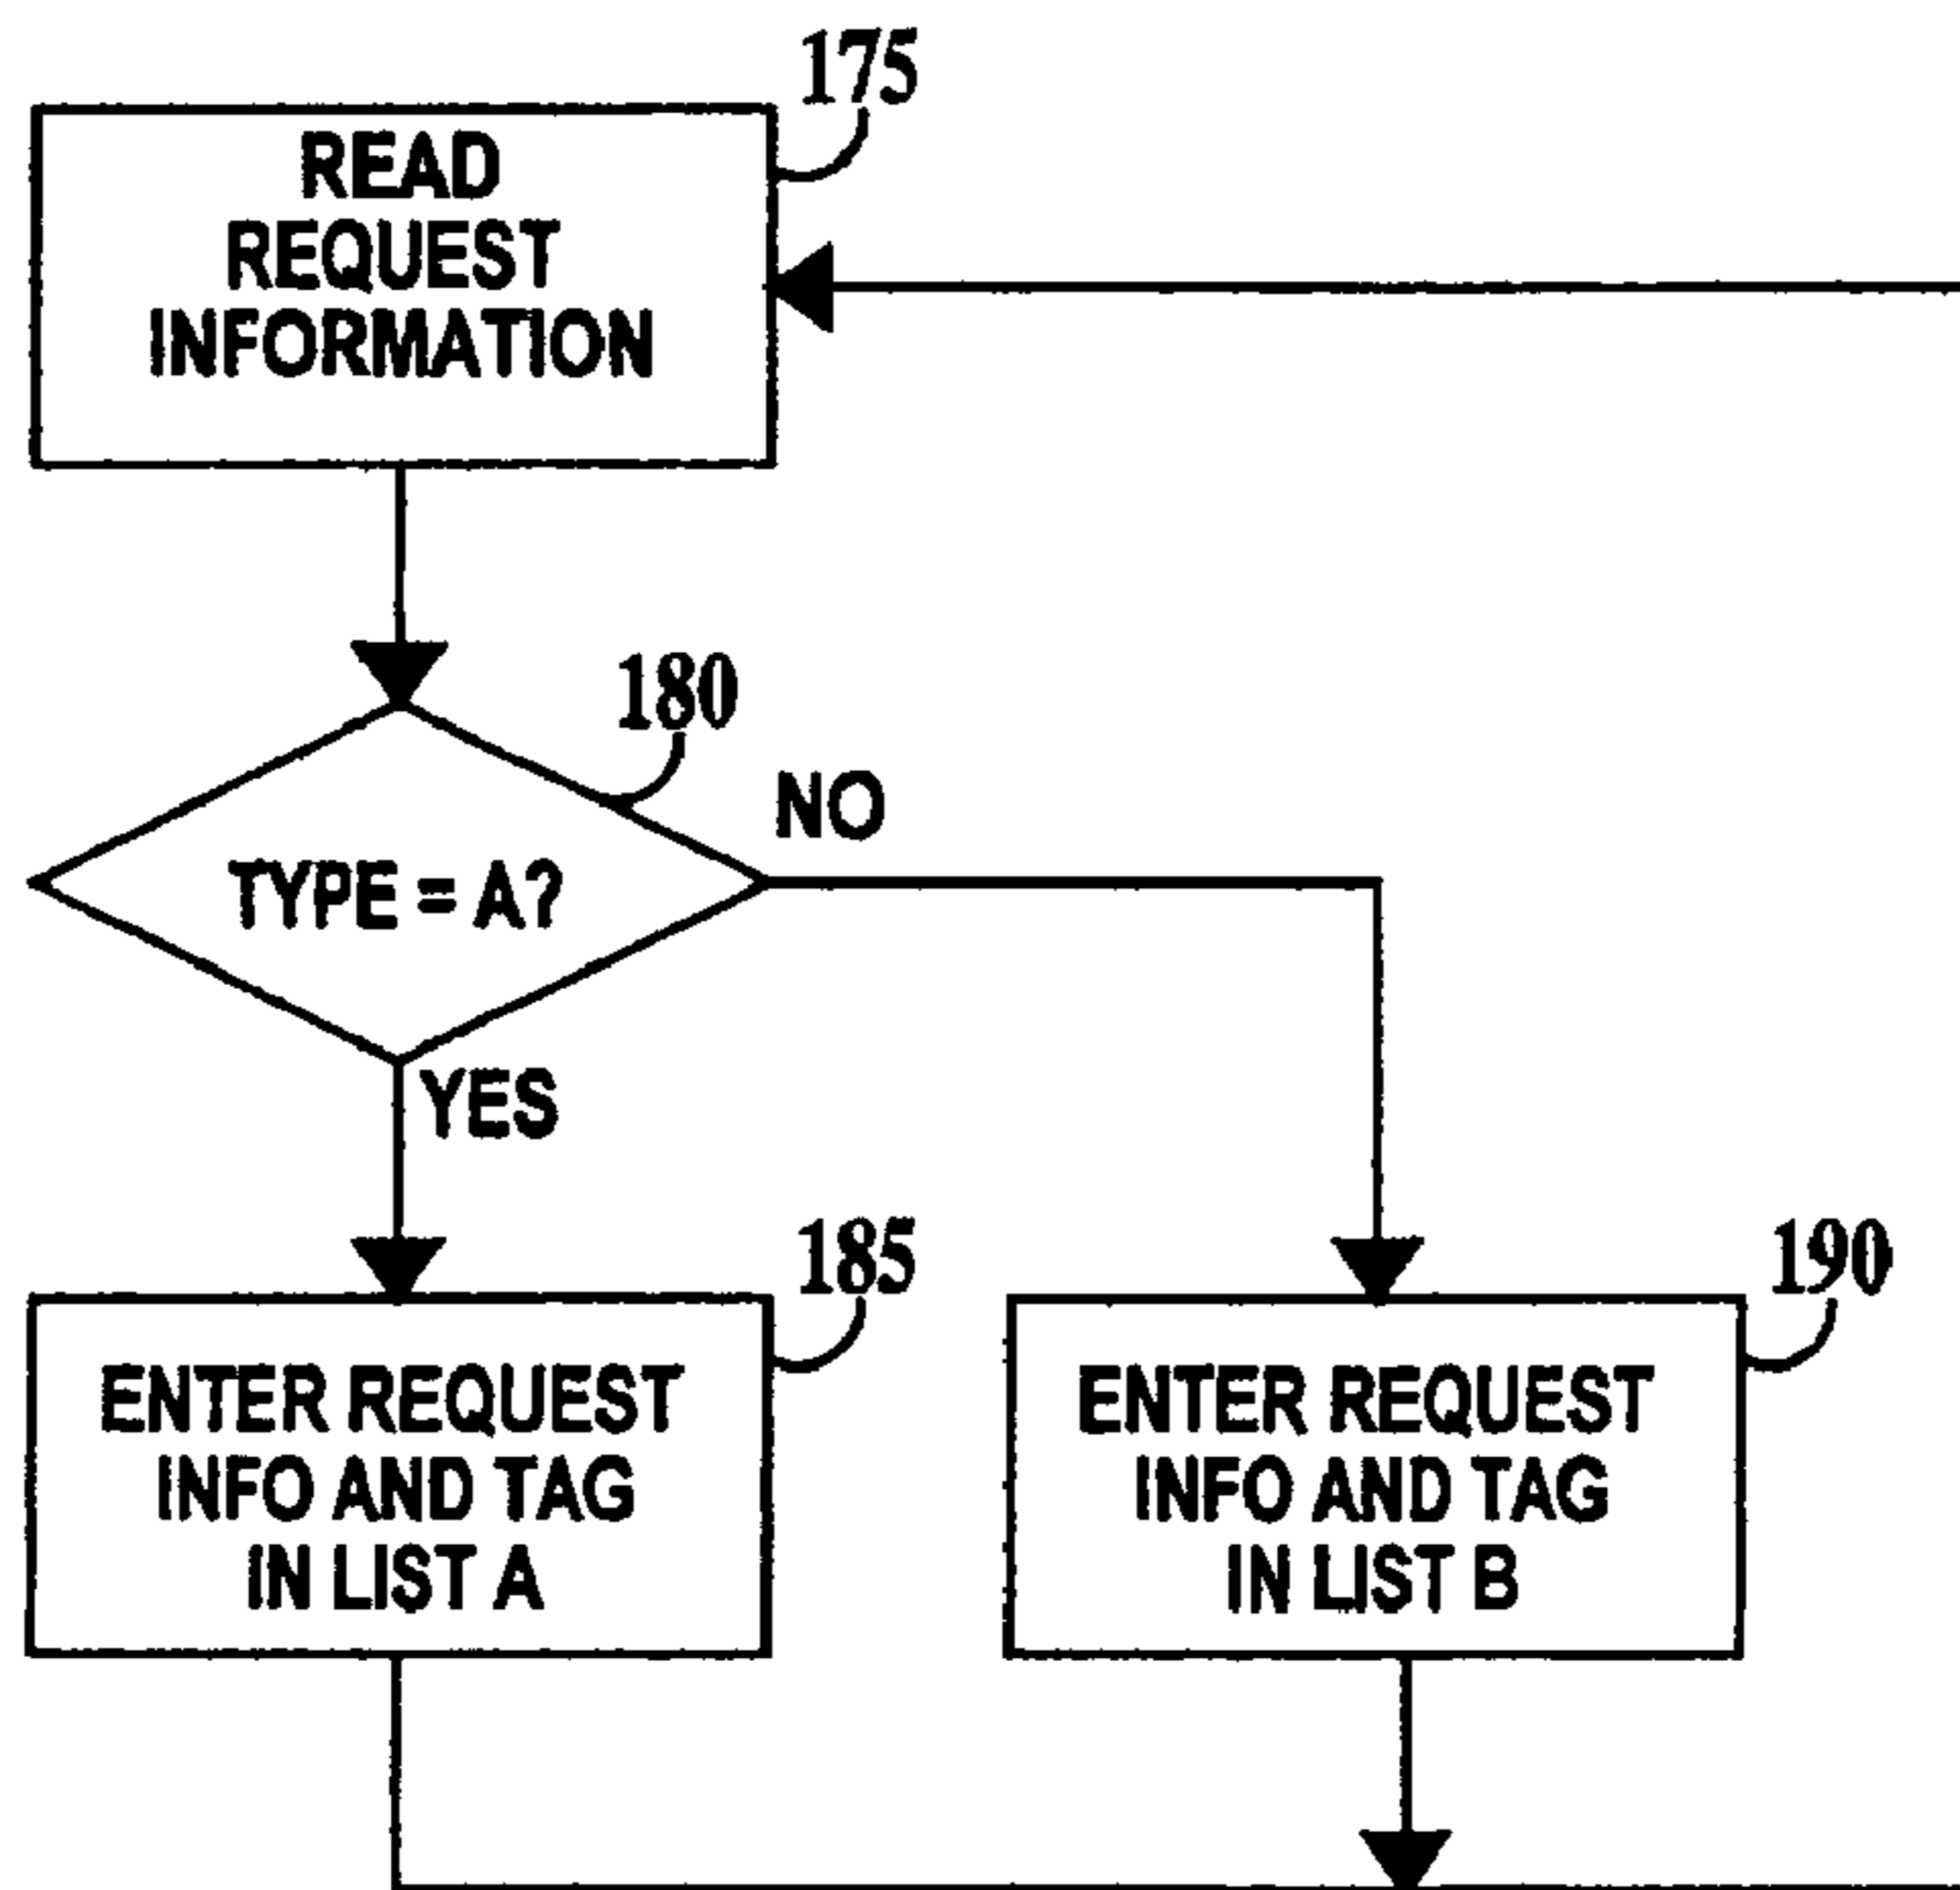 175
READ
REQUEST
INFORMATION
180
NO
TYPE = A?
YES
185
190
ENTER REQUEST
INFO AND TAG
IN LIST A
ENTER REQUEST
INFO AND TAG
IN LIST B